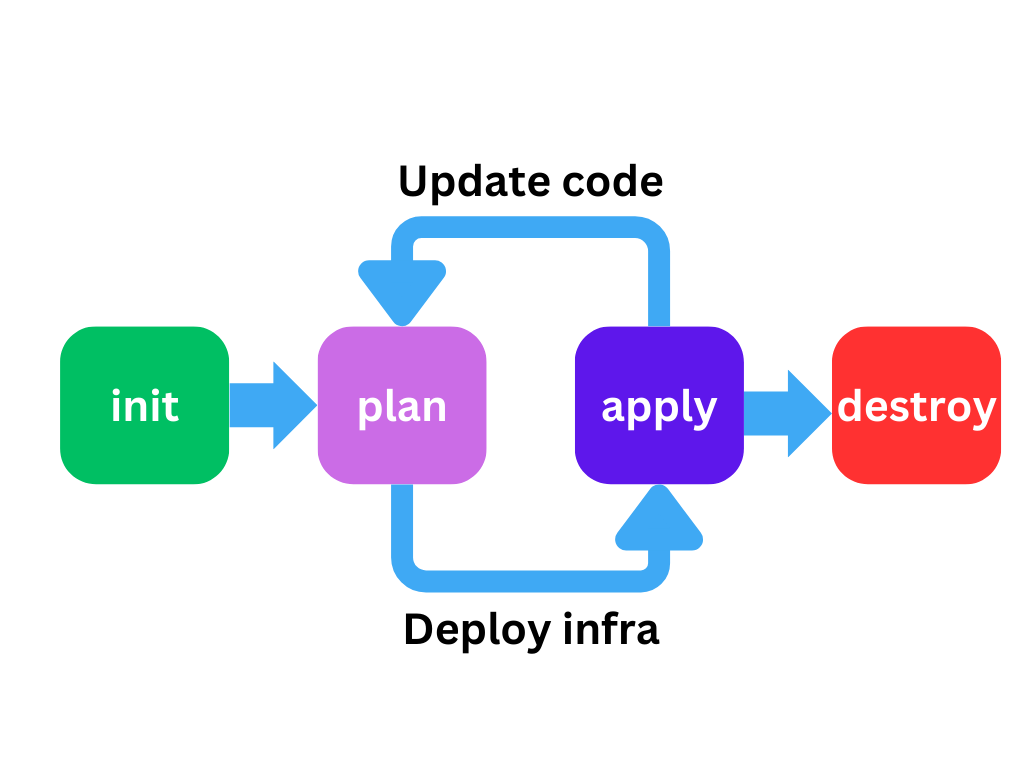 Update code
init
plan
apply
destroy
Deploy infra